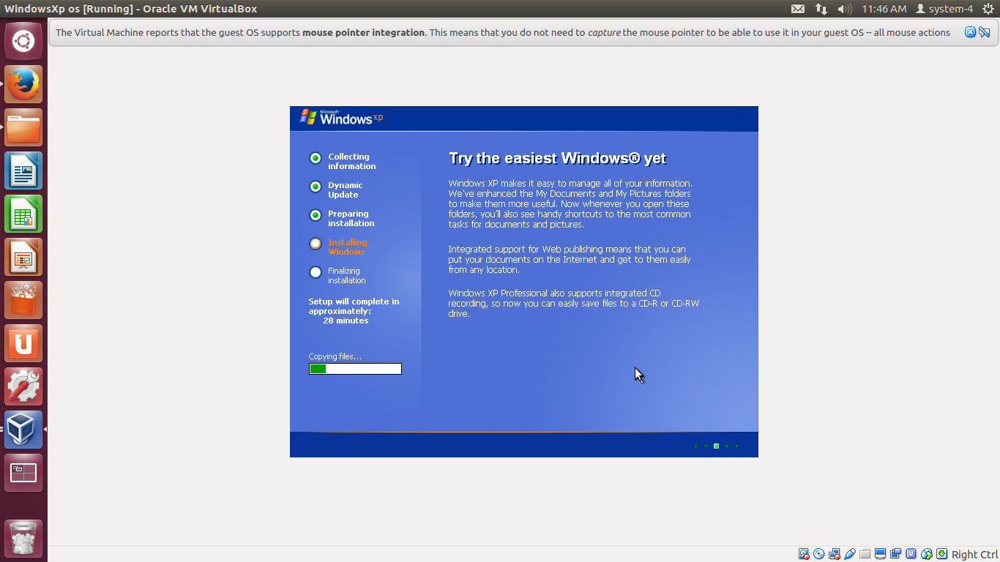 WindowsXp os [Running] - Oracle VM VirtualBox
11:46 AM
system-4
The Virtual Machine reports that the guest OS supports mouse pointer integration. This means that you do not need to capture the mouse pointer to be able to use it in your guest OS -- all mouse actions
Microsoft
Windows xp
Collecting
information
Dynamic
Update
Preparing
installation
Installing
Windows
Finalizing
installation
Setup will complete in
approximately:
28 minutes
Copying files...
Try the easiest Windows® yet
Windows XP makes it easy to manage all of your information.
We've enhanced the My Documents and My Pictures folders
to make them more useful. Now whenever you open these
folders, you'll also see handy shortcuts to the most common
tasks for documents and pictures.
Integrated support for Web publishing means that you can
put your documents on the Internet and get to them easily
from any location.
Windows XP Professional also supports integrated CD
recording, so now you can easily save files to a CD-R or CD-RW
drive.
Right Ctrl